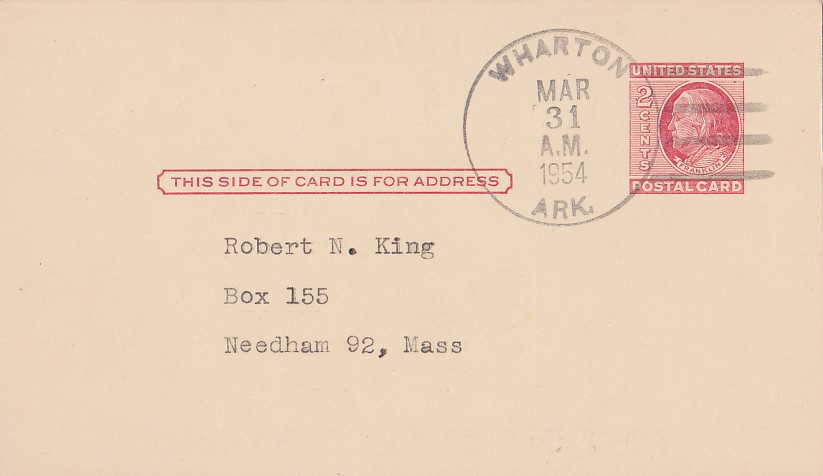 WHARTON
MAR
31
A.M.
1954
ARK.
UNITED STATES
2 CENTS
FRANKLIN
POSTAL CARD
THIS SIDE OF CARD IS FOR ADDRESS
Robert N. King
Box 155
Needham 92, Mass